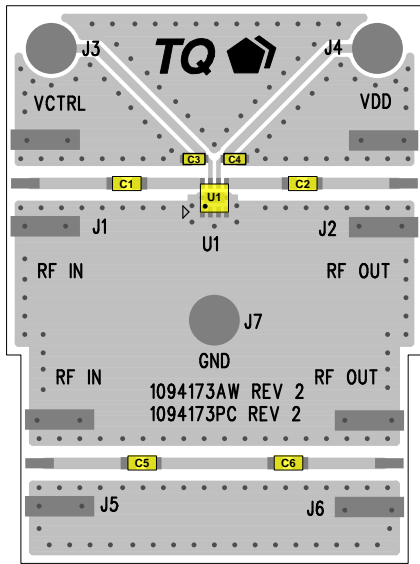 J3
TQ
J4
VCTRL
VDD
C3
C4
C1
U1
C2
J1
U1
J2
RF IN
RF OUT
J7
GND
RF IN
RF OUT
1094173AW REV 2
1094173PC REV 2
C5
C6
J5
J6